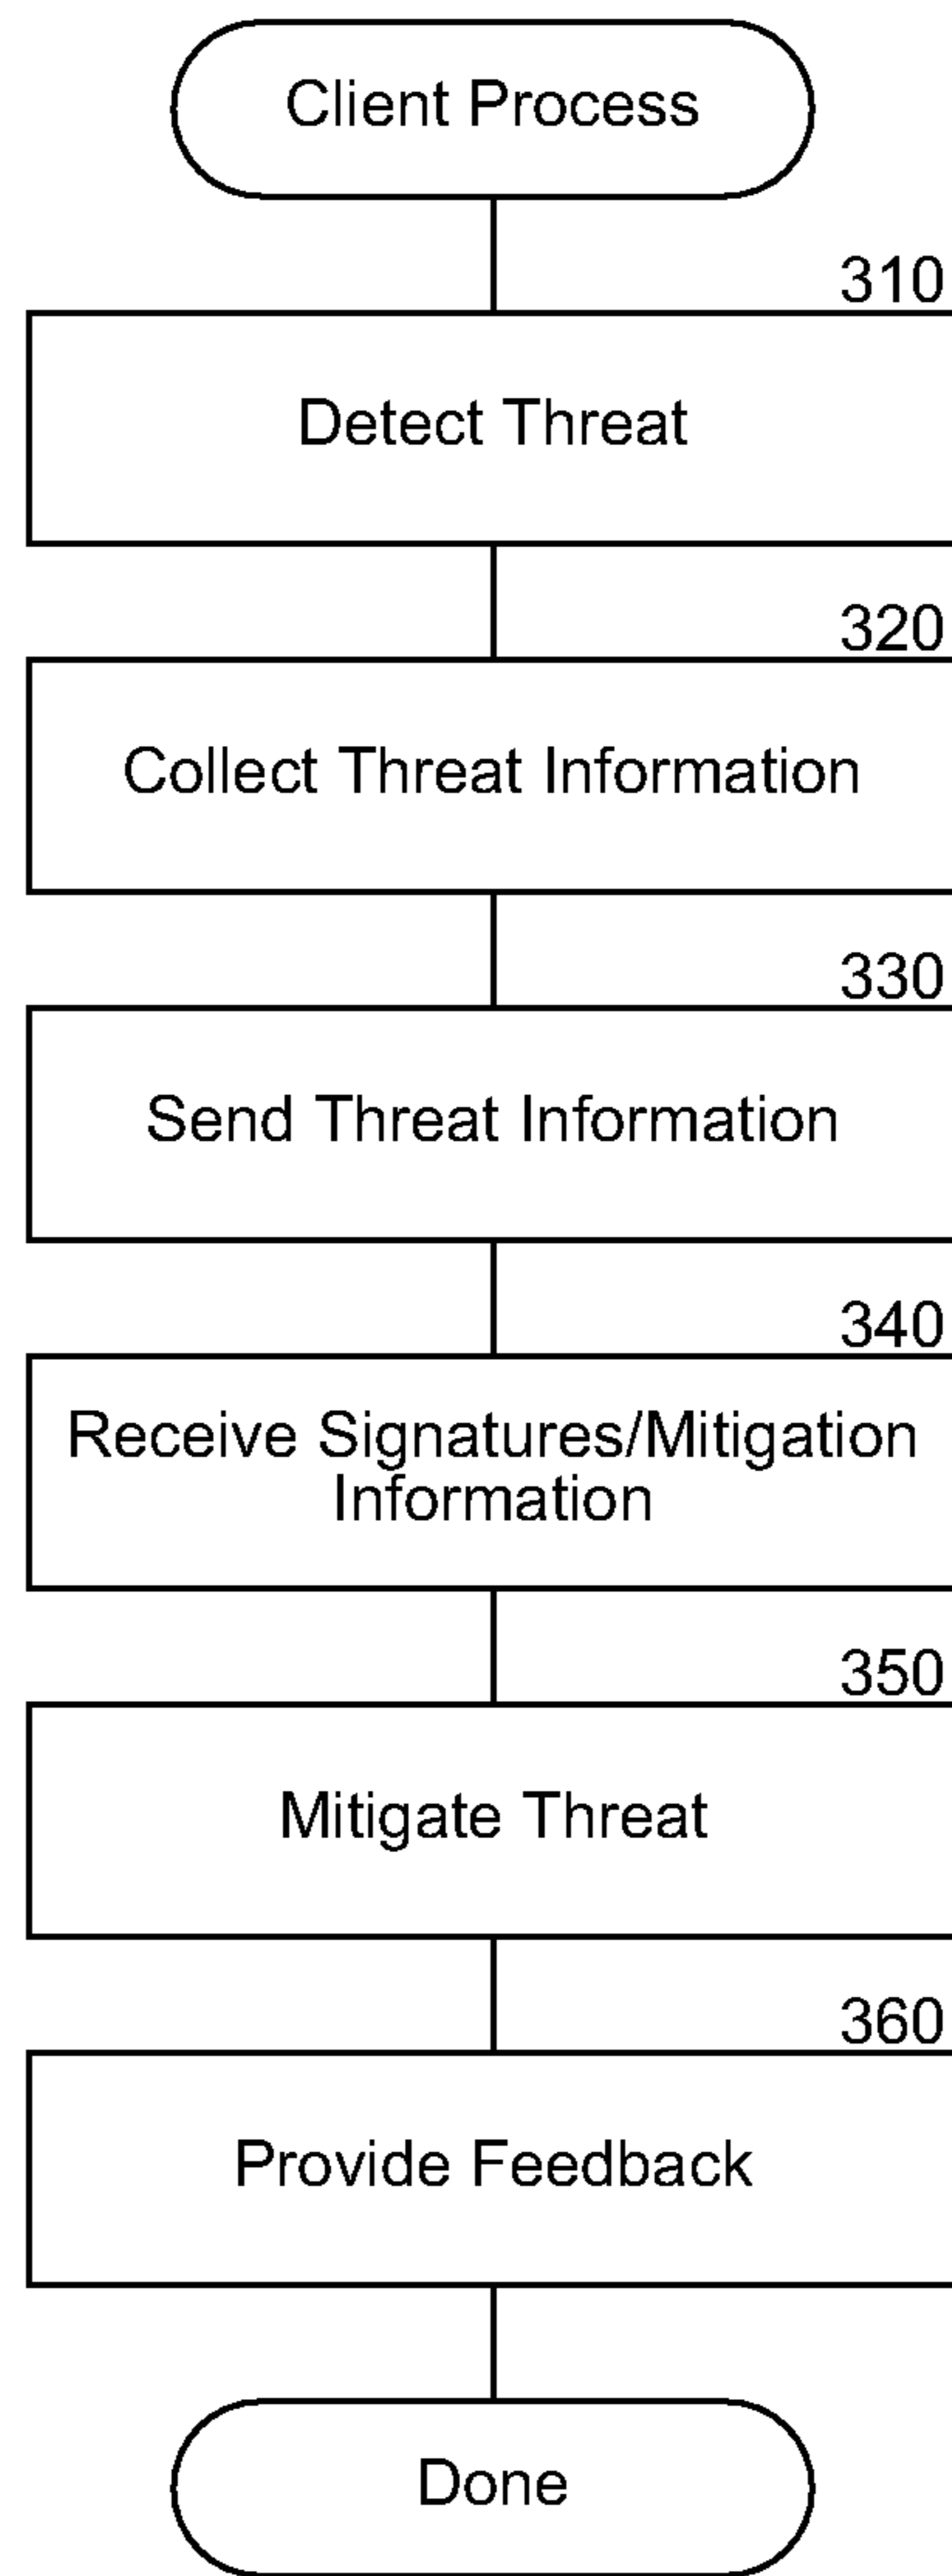 Client Process
310
Detect Threat
320
Collect Threat Information
330
Send Threat Information
340
Receive Signatures/Mitigation
Information
350
Mitigate Threat
360
Provide Feedback
Done